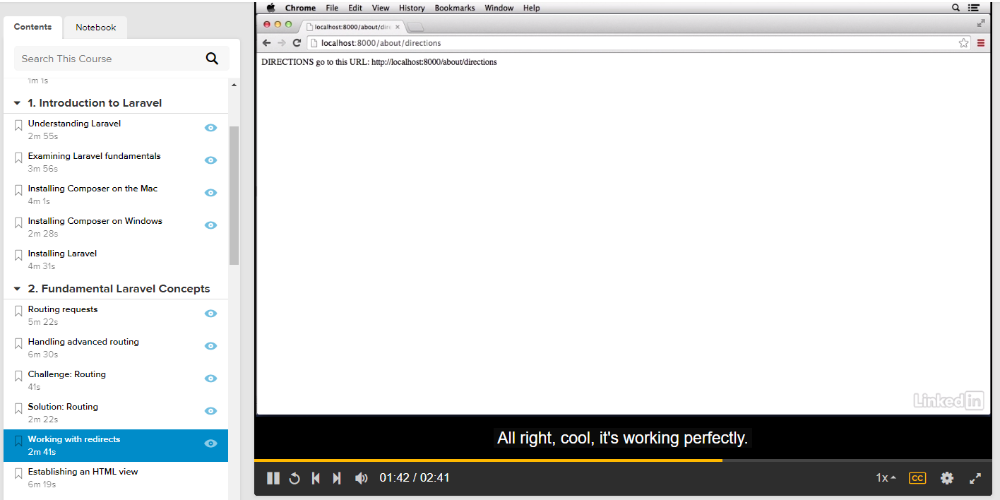 Contents
Notebook
Search This Course
1m 1s
1. Introduction to Laravel
Understanding Laravel
2m 55s
Examining Laravel fundamentals
3m 56s
Installing Composer on the Mac
4m 1s
Installing Composer on Windows
2m 28s
Installing Laravel
4m 31s
2. Fundamental Laravel Concepts
Routing requests
5m 22s
Handling advanced routing
6m 30s
Challenge: Routing
41s
Solution: Routing
2m 22s
Working with redirects
2m 41s
Establishing an HTML view
6m 19s
Chrome File Edit View History Bookmarks Window Help
localhost:8000/about/dire
localhost:8000/about/directions
DIRECTIONS go to this URL: http://localhost:8000/about/directions
Linked in
All right, cool, it's working perfectly.
01:42 / 02:41
1x
CC